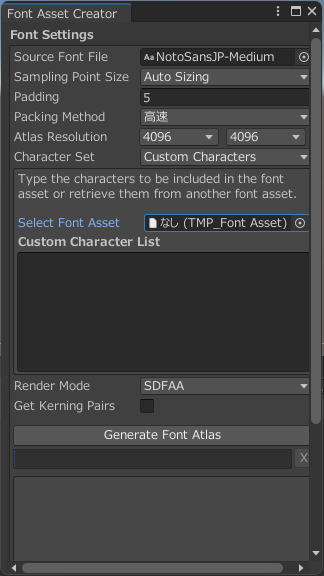 Font Asset Creator
Font Settings
Source Font File Aa NotoSansJP-Medium
Sampling Point Size Auto Sizing
Padding 5
Packing Method 高速
Atlas Resolution 4096 4096
Character Set Custom Characters
Type the characters to be included in the font
asset or retrieve them from another font asset.
Select Font Asset なし (TMP_Font Asset)
Custom Character List
Render Mode SDFAA
Get Kerning Pairs
Generate Font Atlas
X